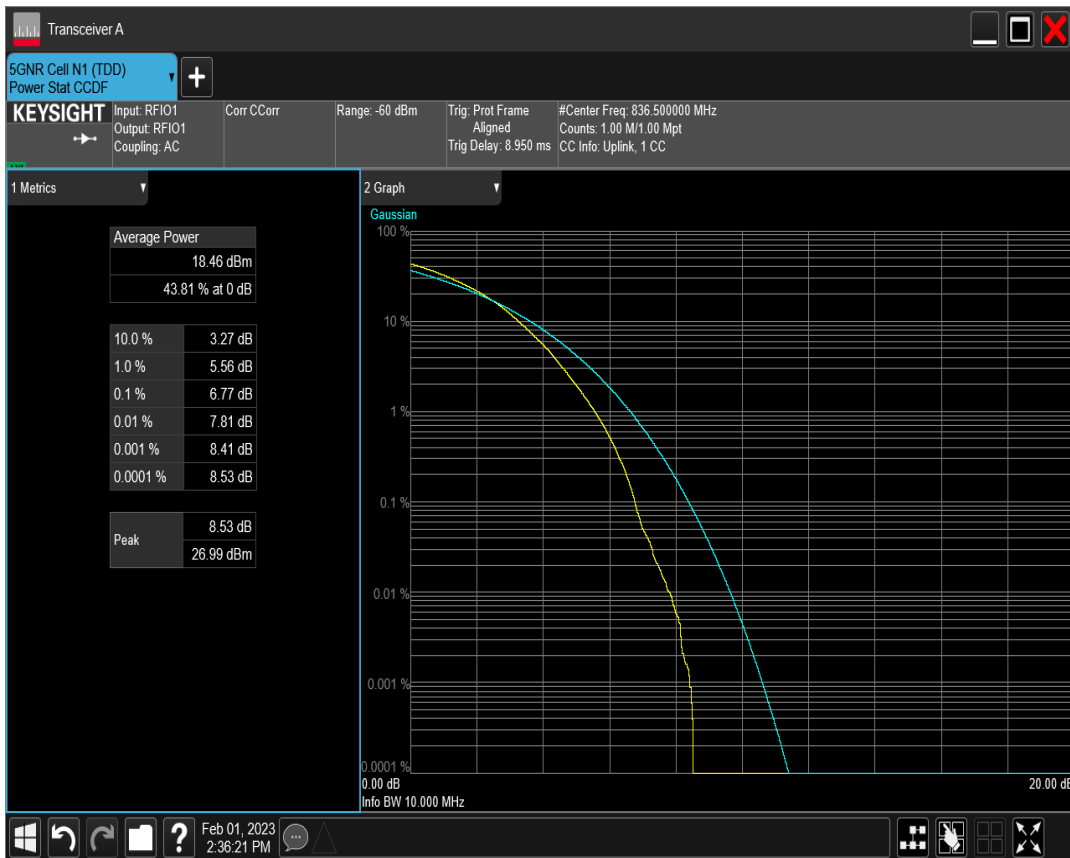 Transceiver A
5GNR Cell N1 (TDD)
Power Stat CCDF
KEYSIGHT
Input: RFIO1
Output: RFIO1
Coupling: AC
Corr CCorr
Range: -60 dBm
Trig: Prot Frame
Aligned
Trig Delay: 8.950 ms
#Center Freq: 836.500000 MHz
Counts: 1.00 M/1.00 Mpt
CC Info: Uplink, 1 CC
1 Metrics
Average Power
18.46 dBm
43.81 % at 0 dB
10.0 % 3.27 dB
1.0 % 5.56 dB
0.1 % 6.77 dB
0.01 % 7.81 dB
0.001 % 8.41 dB
0.0001 % 8.53 dB
Peak
8.53 dB
26.99 dBm
2 Graph
Gaussian
100 %
10 %
1 %
0.1 %
0.01 %
0.001 %
0.0001 %
0.00 dB 20.00 dB
Info BW 10.000 MHz
Feb 01, 2023
2:36:21 PM